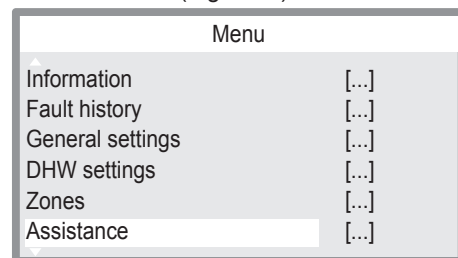 Menu
Information [...]
Fault history [...]
General settings [...]
DHW settings [...]
Zones [...]
Assistance [...]